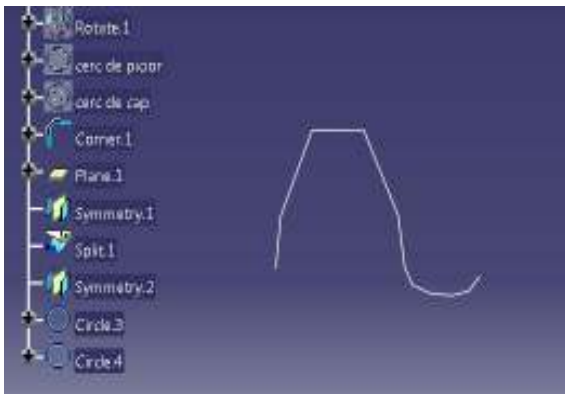 Rotate.1
cerc de picior
cerc de cap
Corner.1
Plane.1
Symmetry.1
Split.1
Symmetry.2
Circle.3
Circle.4